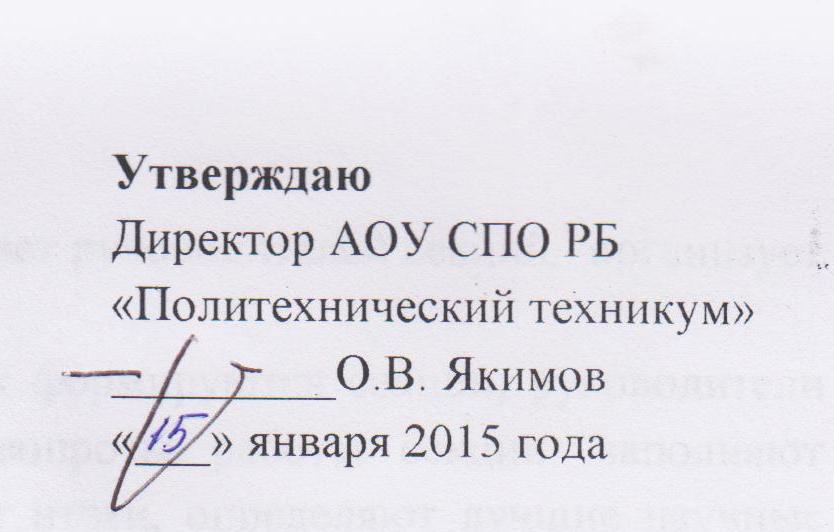 Утверждаю
Директор АОУ СПО РБ
«Политехнический техникум»
__________О.В. Якимов
«15» января 2015 года